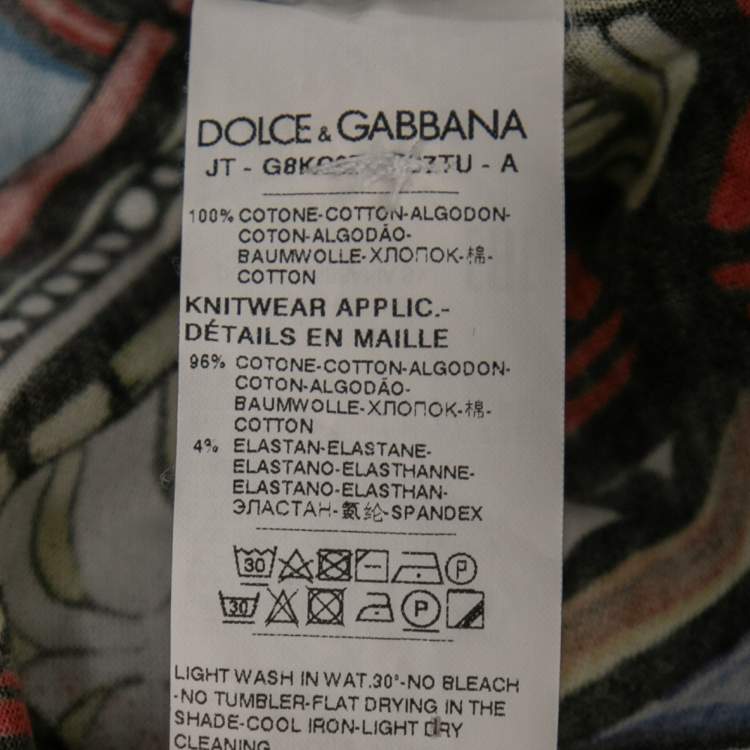 DOLCE & GABBANA
JT - - A
100% COTONE-COTTON-ALGODON-
COTON-ALGODÃO-
BAUMWOLLE-ХЛОПОК-棉-
COTTON
KNITWEAR APPLIC.-
DÉTAILS EN MAILLE
96% COTONE-COTTON-ALGODON-
COTON-ALGODÃO-
BAUMWOLLE-ХЛОПОК-棉-
COTTON
4% ELASTAN-ELASTANE-
ELASTANO-ELASTHANNE-
ELASTANO-ELASTHAN-
ЭЛАСТАН-氨纶-SPANDEX
30 P
30 P
LIGHT WASH IN WAT.30°-NO BLEACH
-NO TUMBLER-FLAT DRYING IN THE
SHADE-COOL IRON-LIGHT DRY
CLEANING